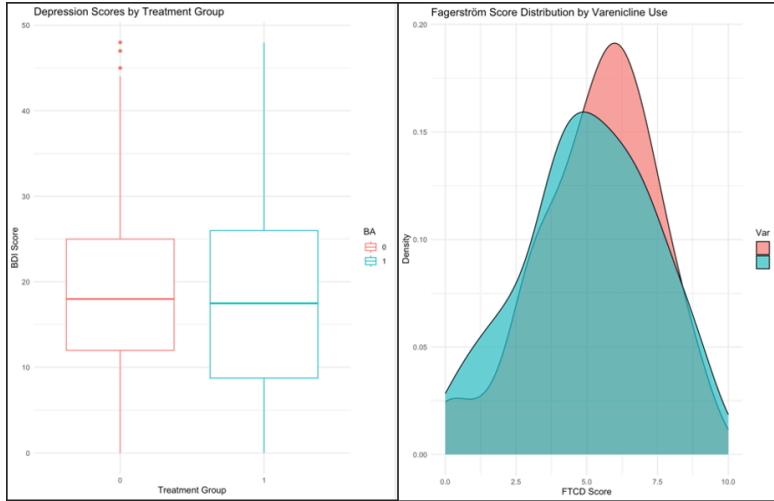 Depression Scores by Treatment Group
50
40
30
20
10
0
BDI Score
0
1
Treatment Group
BA
0
1
Fagerström Score Distribution by Varenicline Use
0.20
0.15
0.10
0.05
0.00
Density
0.0
2.5
5.0
7.5
10.0
FTCD Score
Var